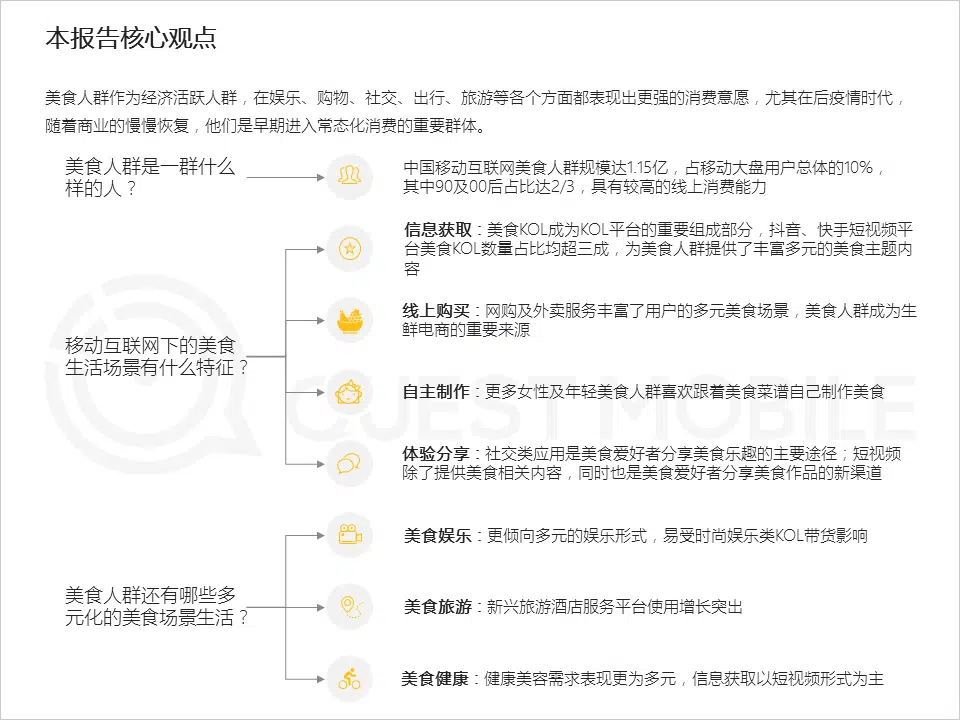 本报告核心观点
美食人群作为经济活跃人群，在娱乐、购物、社交、出行、旅游等各个方面都表现出更强的消费意愿，尤其在后疫情时代，
随着商业的慢慢恢复，他们是早期进入常态化消费的重要群体。
美食人群是一群什么
样的人？
中国移动互联网美食人群规模达1.15亿，占移动大盘用户总体的10%，
其中90及00后占比达2/3，具有较高的线上消费能力
移动互联网下的美食
生活场景有什么特征？
信息获取：美食KOL成为KOL平台的重要组成部分，抖音、快手短视频平
台美食KOL数量占比均超三成，为美食人群提供了丰富多元的美食主题内
容
线上购买：网购及外卖服务丰富了用户的多元美食场景，美食人群成为生
鲜电商的重要来源
自主制作：更多女性及年轻美食人群喜欢跟着美食菜谱自己制作美食
体验分享：社交类应用是美食爱好者分享美食乐趣的主要途径；短视频
除了提供美食相关内容，同时也是美食爱好者分享美食作品的新渠道
美食人群还有哪些多
元化的美食场景生活？
美食娱乐：更倾向多元的娱乐形式，易受时尚娱乐类KOL带货影响
美食旅游：新兴旅游酒店服务平台使用增长突出
美食健康：健康美容需求表现更为多元，信息获取以短视频形式为主
QUEST MOBILE